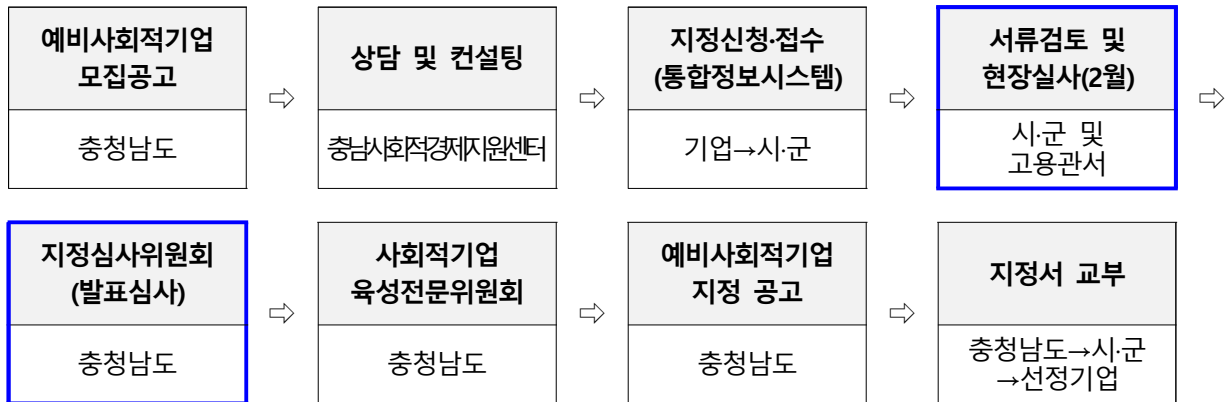 예비사회적기업
모집공고
⇨
충청남도
상담 및 컨설팅
⇨
충남사회적경제지원센터
지정신청·접수
(통합정보시스템)
⇨
기업→시·군
서류검토 및
현장실사(2월)
⇨
시·군 및
고용관서
지정심사위원회
(발표심사)
⇨
충청남도
사회적기업
육성전문위원회
⇨
충청남도
예비사회적기업
지정 공고
⇨
충청남도
지정서 교부
충청남도→시·군
→선정기업